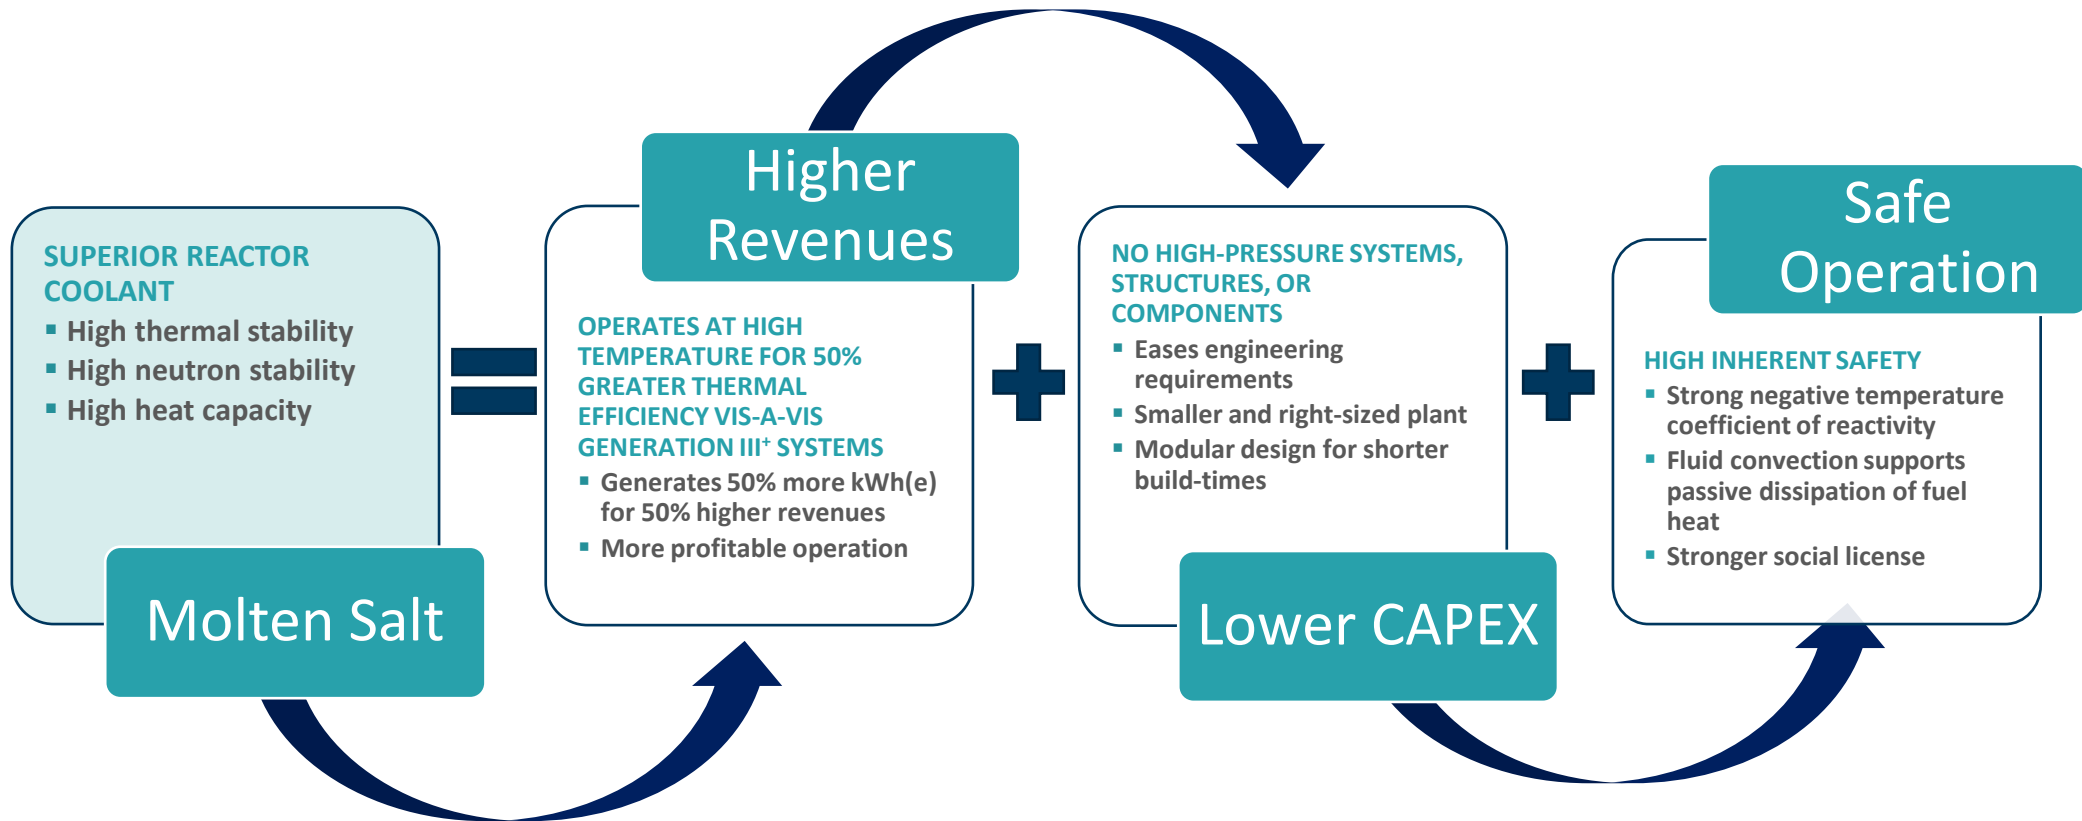 SUPERIOR REACTOR
COOLANT
▪ High thermal stability
▪ High neutron stability
▪ High heat capacity
Molten Salt
Higher
Revenues
OPERATES AT HIGH
TEMPERATURE FOR 50%
GREATER THERMAL
EFFICIENCY VIS-A-VIS
GENERATION III⁺ SYSTEMS
▪ Generates 50% more kWh(e)
for 50% higher revenues
▪ More profitable operation
NO HIGH-PRESSURE SYSTEMS,
STRUCTURES, OR
COMPONENTS
▪ Eases engineering
requirements
▪ Smaller and right-sized plant
▪ Modular design for shorter
build-times
Lower CAPEX
Safe
Operation
HIGH INHERENT SAFETY
▪ Strong negative temperature
coefficient of reactivity
▪ Fluid convection supports
passive dissipation of fuel
heat
▪ Stronger social license